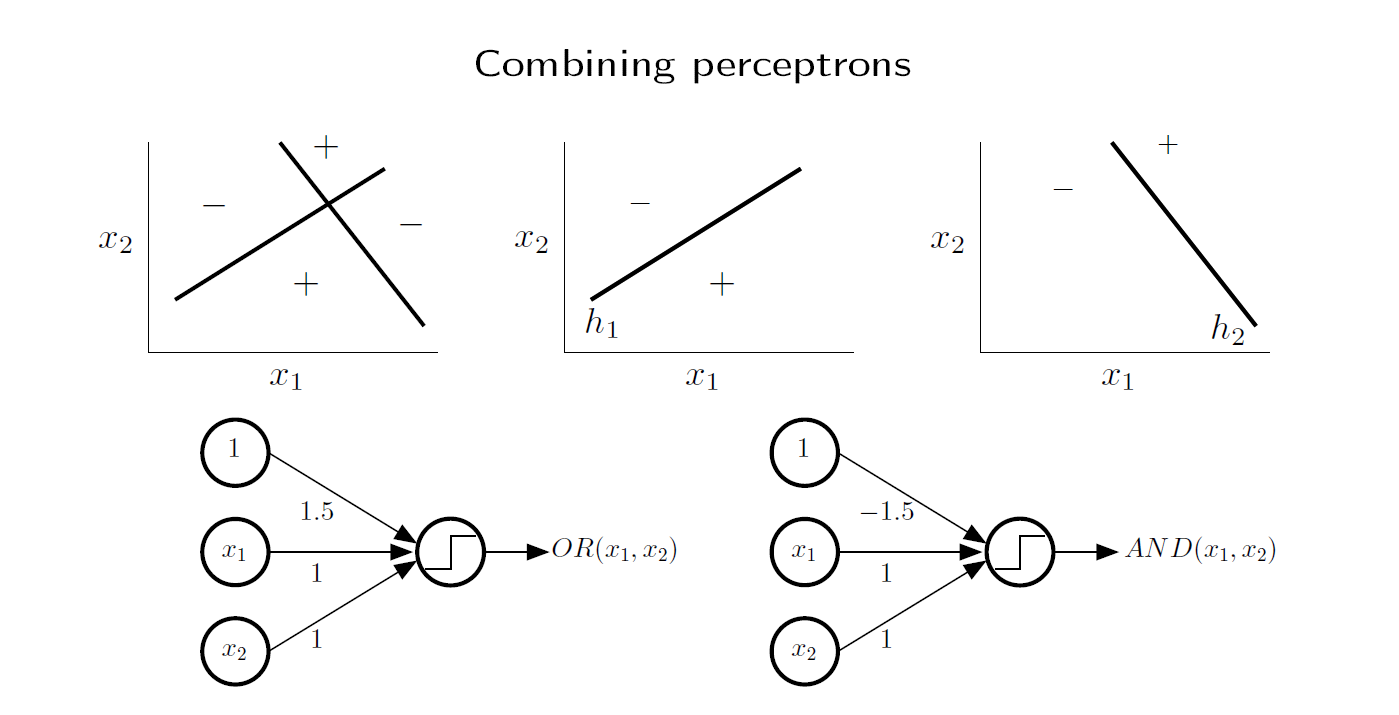 Combining perceptrons
+
−
−
x₂
+
x₁
−
x₂
+
h₁
x₁
+
−
x₂
h₂
x₁
1
1.5
x₁
1
x₂
1
OR(x₁, x₂)
1
−1.5
x₁
1
x₂
1
AND(x₁, x₂)